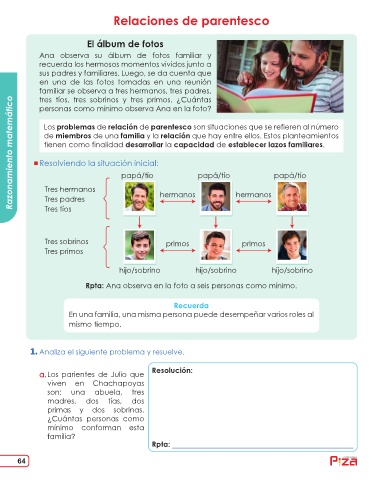 Relaciones de parentesco
El álbum de fotos
Ana observa su álbum de fotos familiar y
recuerda los hermosos momentos vividos junto a
sus padres y familiares. Luego, se da cuenta que
en una de las fotos tomadas en una reunión
familiar se observa a tres hermanos, tres padres,
tres tíos, tres sobrinos y tres primos. ¿Cuántas
personas como mínimo observa Ana en la foto?
Razonamiento matemático
Los problemas de relación de parentesco son situaciones que se refieren al número
de miembros de una familia y la relación que hay entre ellos. Estos planteamientos
tienen como finalidad desarrollar la capacidad de establecer lazos familiares.
Resolviendo la situación inicial:
papá/tío papá/tío papá/tío
Tres hermanos
Tres padres
Tres tíos
hermanos hermanos
Tres sobrinos
Tres primos
primos primos
hijo/sobrino hijo/sobrino hijo/sobrino
Rpta: Ana observa en la foto a seis personas como mínimo.
Recuerda
En una familia, una misma persona puede desempeñar varios roles al
mismo tiempo.
1. Analiza el siguiente problema y resuelve.
a. Los parientes de Julio que
viven en Chachapoyas
son: una abuela, tres
madres, dos tías, dos
primas y dos sobrinas.
¿Cuántas personas como
mínimo conforman esta
familia?
Resolución:
Rpta:
64